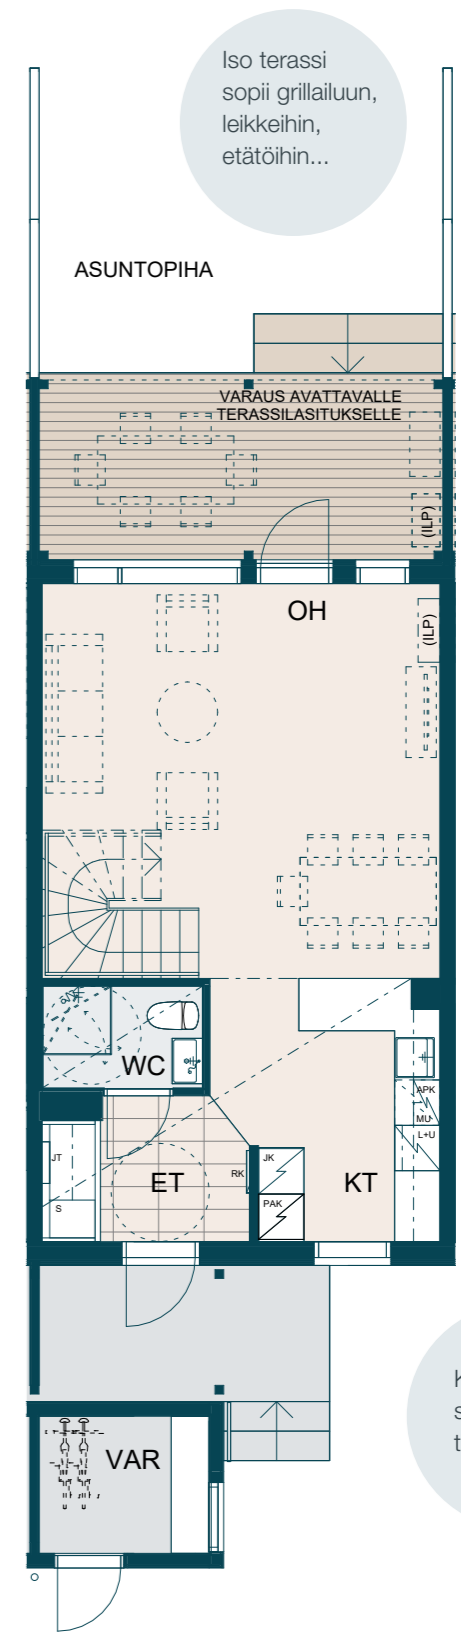 Iso terassi
sopii grillailuun,
leikkeihin,
etätöihin...
ASUNTOPIHA
VARAUS AVATTAVALLE
TERASSILASITUKSELLE
(ILP)
OH
(ILP)
WC
APK
MU
L+U
JT
ET
RK
JK
KT
S
PAK
K
s
t
VAR